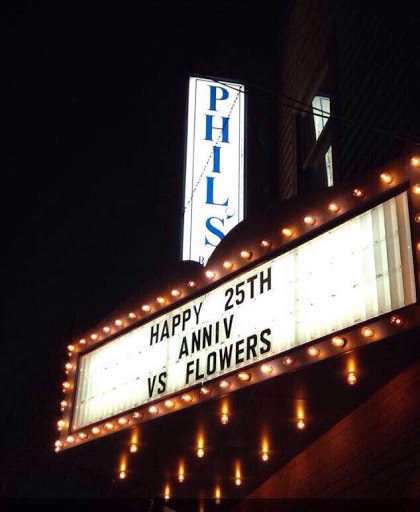 PHIL'S
HAPPY 25TH
ANNIV
VS FLOWERS